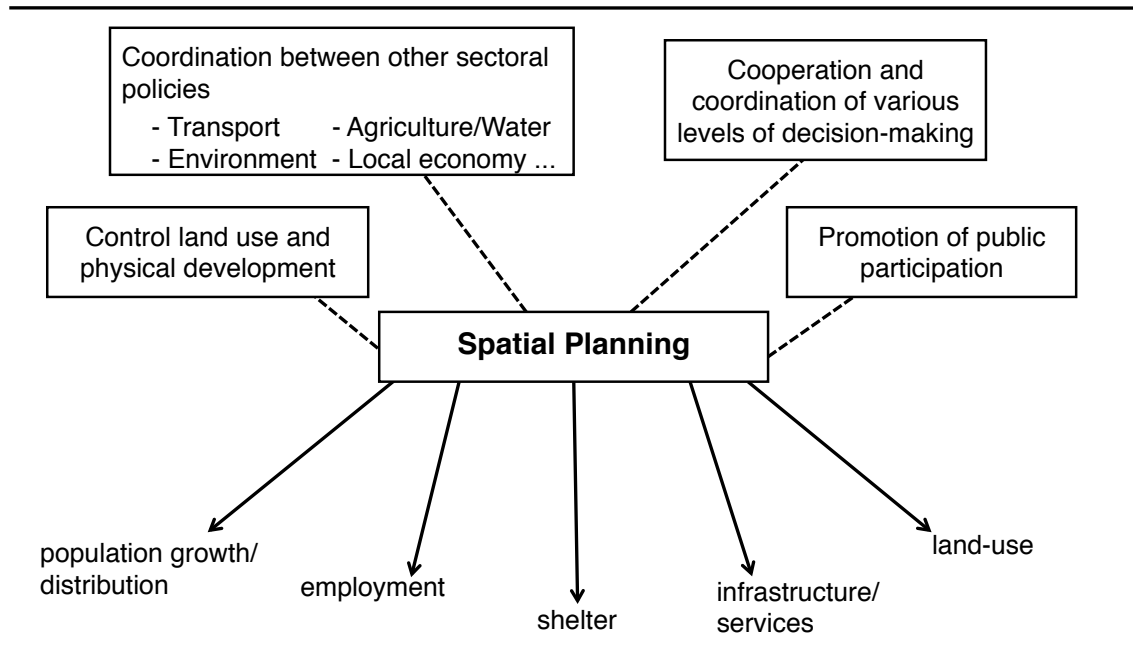 Coordination between other sectoral
policies
- Transport - Agriculture/Water
- Environment - Local economy ...
Cooperation and
coordination of various
levels of decision-making
Control land use and
physical development
Promotion of public
participation
Spatial Planning
population growth/
distribution
employment
shelter
infrastructure/
services
land-use